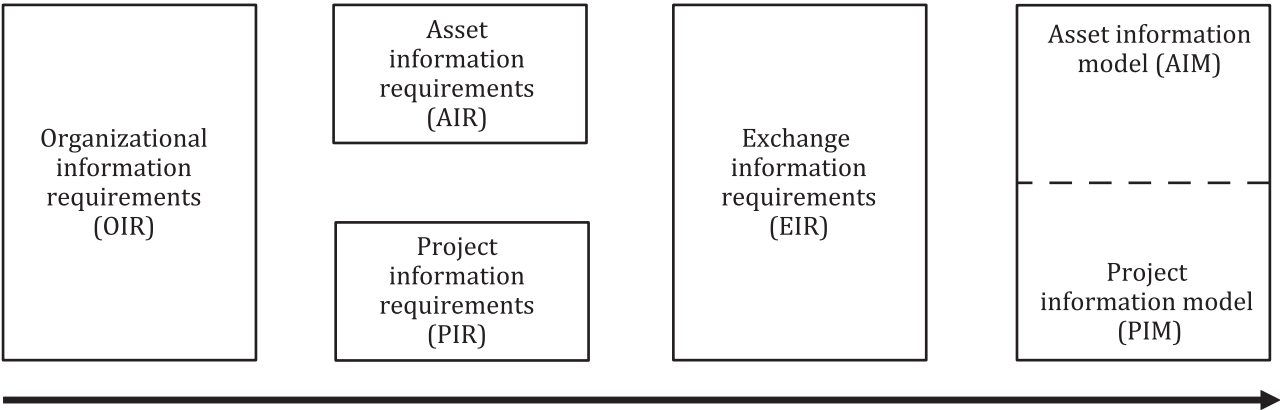 Organizational
information
requirements
(OIR)
Asset
information
requirements
(AIR)
Project
information
requirements
(PIR)
Exchange
information
requirements
(EIR)
Asset information
model (AIM)
Project
information model
(PIM)